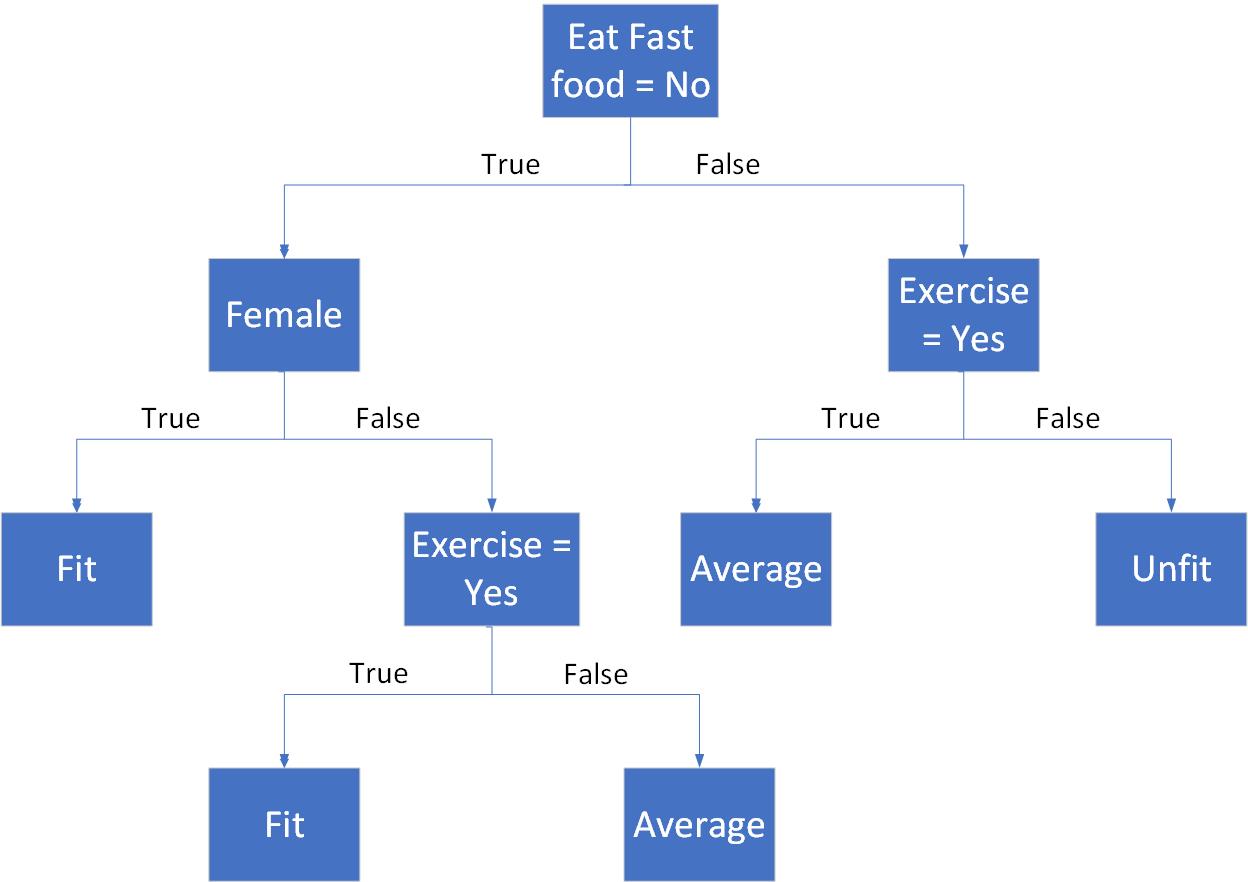 Eat Fast
food = No
True
False
Female
Exercise
= Yes
True
False
True
False
Fit
Exercise =
Yes
Average
Unfit
True
False
Fit
Average